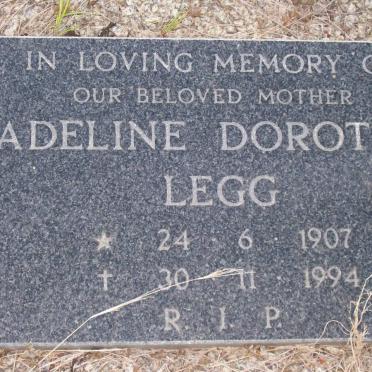 IN LOVING MEMORY O
OUR BELOVED MOTHER
ADELINE DOROT
LEGG
★ 24 6 1907
† 30 11 1994
R. I. P.